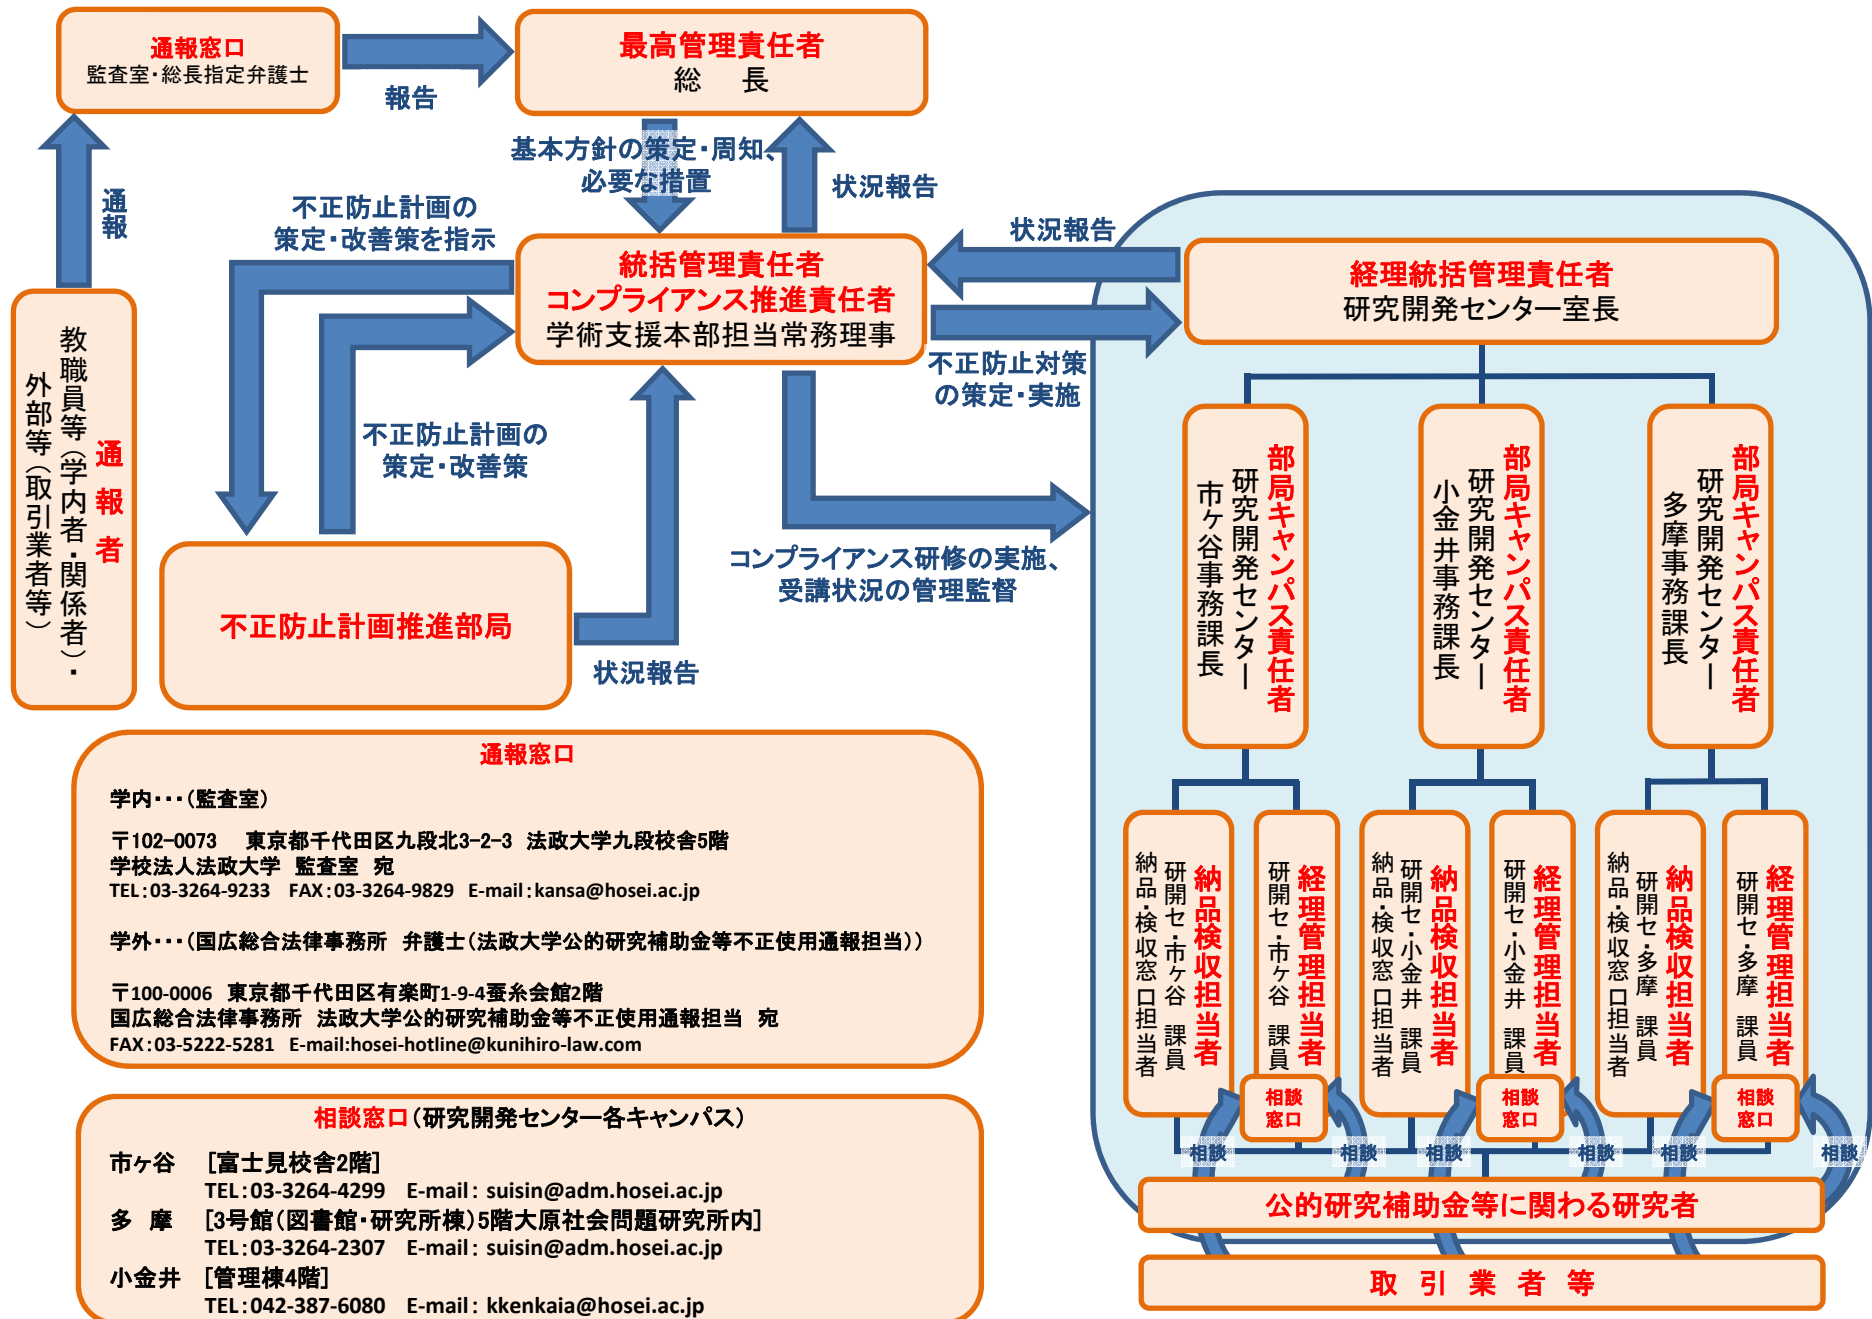 通報窓口
監査室・総長指定弁護士
報告
最高管理責任者
総　長
通報
基本方針の策定・周知、
必要な措置
状況報告
不正防止計画の
策定・改善策を指示
状況報告
統括管理責任者
コンプライアンス推進責任者
学術支援本部担当常務理事
経理統括管理責任者
研究開発センター室長
不正防止対策
の策定・実施
通報者
教職員等（学内者・関係者）・
外部等（取引業者等）
不正防止計画の
策定・改善策
コンプライアンス研修の実施、
受講状況の管理監督
不正防止計画推進部局
状況報告
部局キャンパス責任者
研究開発センター
市ヶ谷事務課長
部局キャンパス責任者
研究開発センター
小金井事務課長
部局キャンパス責任者
研究開発センター
多摩事務課長
納品検収担当者
研開セ・市ヶ谷 課員
納品・検収窓口担当者
経理管理担当者
研開セ・市ヶ谷 課員
納品検収担当者
研開セ・小金井 課員
納品・検収窓口担当者
経理管理担当者
研開セ・小金井 課員
納品検収担当者
研開セ・多摩 課員
納品・検収窓口担当者
経理管理担当者
研開セ・多摩 課員
相談
窓口
相談
窓口
相談
窓口
相談
相談
相談
相談
相談
相談
公的研究補助金等に関わる研究者
取引業者等
通報窓口
学内・・・（監査室）
〒102-0073　東京都千代田区九段北3-2-3 法政大学九段校舎5階
学校法人法政大学 監査室 宛
TEL：03-3264-9233　FAX：03-3264-9829　E-mail：kansa@hosei.ac.jp
学外・・・（国広総合法律事務所 弁護士（法政大学公的研究補助金等不正使用通報担当））
〒100-0006 東京都千代田区有楽町1-9-4蚕糸会館2階
国広総合法律事務所 法政大学公的研究補助金等不正使用通報担当 宛
FAX：03-5222-5281　E-mail:hosei-hotline@kunihiro-law.com
相談窓口（研究開発センター各キャンパス）
市ヶ谷　[富士見校舎2階]
TEL：03-3264-4299　E-mail： suisin@adm.hosei.ac.jp
多 摩　[3号館（図書館・研究所棟）5階大原社会問題研究所内]
TEL：03-3264-2307　E-mail： suisin@adm.hosei.ac.jp
小金井　[管理棟4階]
TEL：042-387-6080　E-mail： kkenkaia@hosei.ac.jp